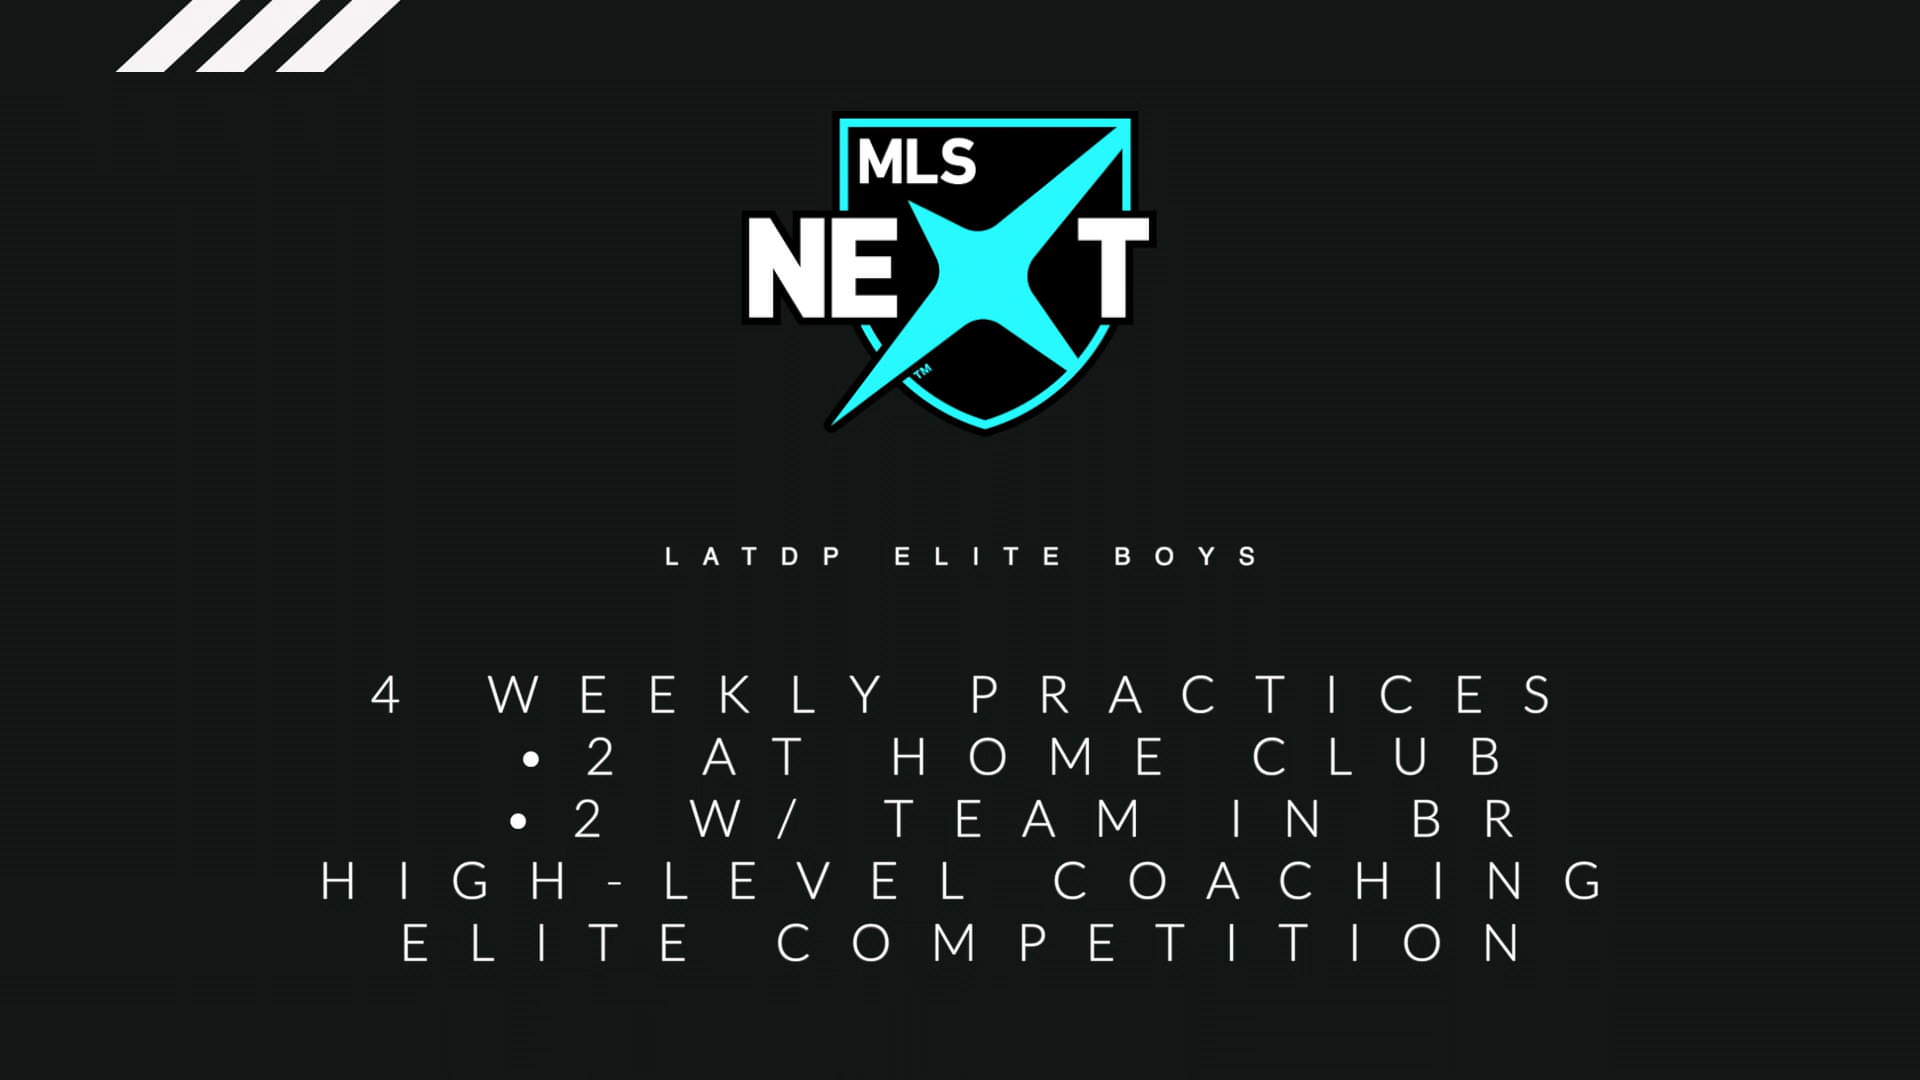 MLS
NEXT
TM
LATDP ELITE BOYS
4 WEEKLY PRACTICES
• 2 AT HOME CLUB
• 2 W/ TEAM IN BR
HIGH-LEVEL COACHING
ELITE COMPETITION